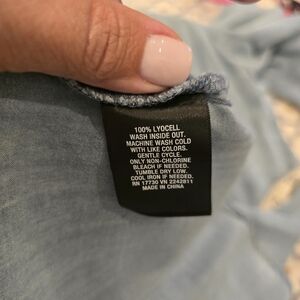 100% LYOCELL
WASH INSIDE OUT.
MACHINE WASH COLD
WITH LIKE COLORS.
GENTLE CYCLE.
ONLY NON-CHLORINE
BLEACH IF NEEDED.
TUMBLE DRY LOW.
COOL IRON IF NEEDED.
RN 17730 VN 2242811
MADE IN CHINA